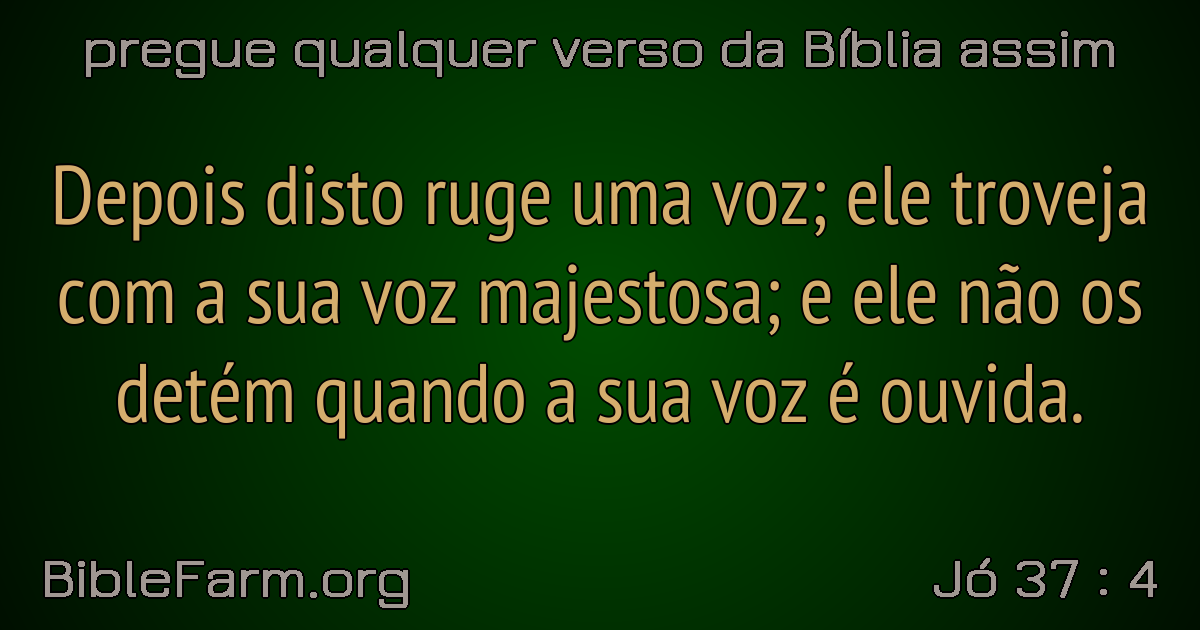 pregue qualquer verso da Bíblia assim
Depois disto ruge uma voz; ele troveja
com a sua voz majestosa; e ele não os
detém quando a sua voz é ouvida.
BibleFarm.org
Jó 37 : 4